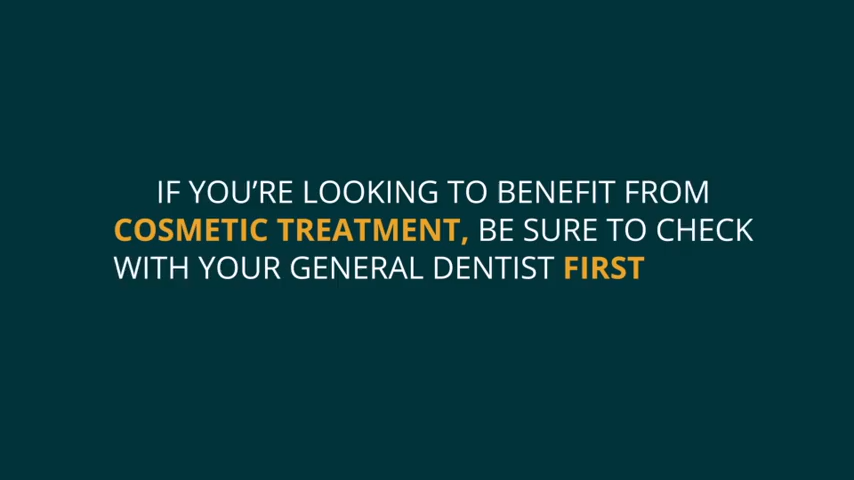 IF YOU'RE LOOKING TO BENEFIT FROM
COSMETIC TREATMENT, BE SURE TO CHECK
WITH YOUR GENERAL DENTIST FIRST